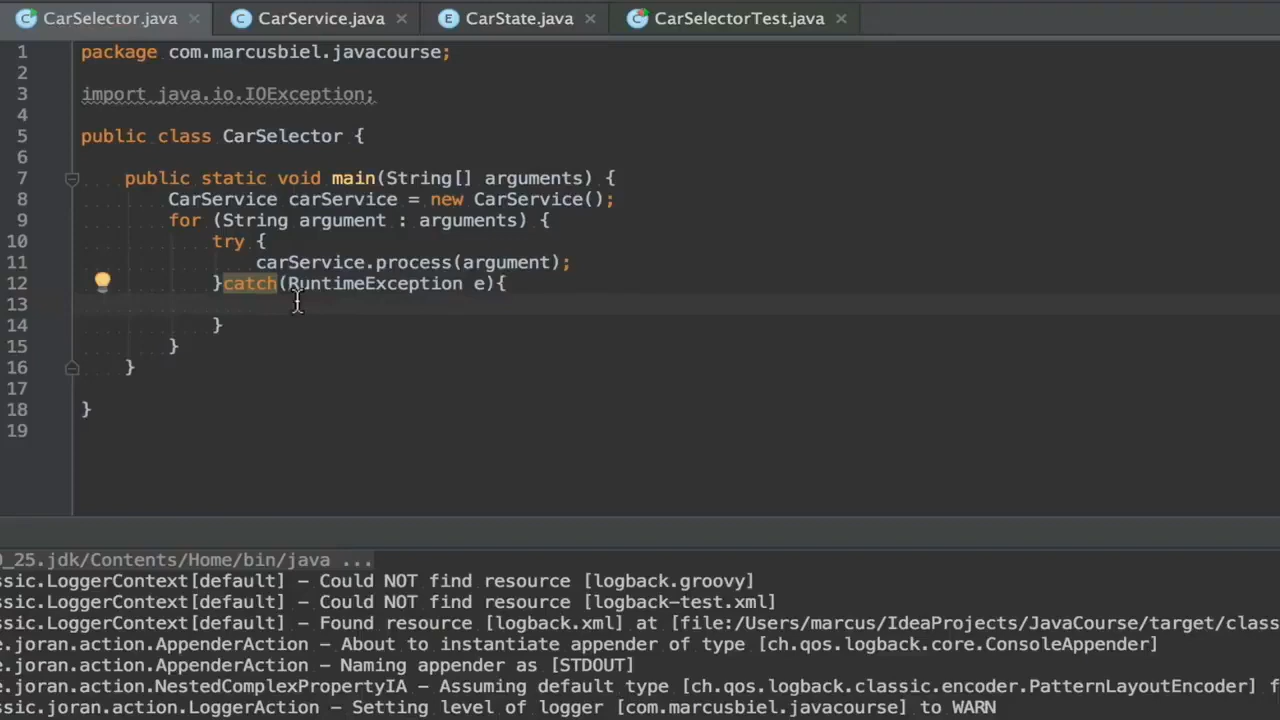 CarSelector.java CarService.java CarState.java CarSelectorTest.java
1 package com.marcusbiel.javacourse;
2
3 import java.io.IOException;
4
5 public class CarSelector {
6
7 public static void main(String[] arguments) {
8 CarService carService = new CarService();
9 for (String argument : arguments) {
10 try {
11 carService.process(argument);
12 }catch(RuntimeException e){
13
14 }
15 }
16 }
17
18 }
19
0_25.jdk/Contents/Home/bin/java ...
ssic.LoggerContext[default] – Could NOT find resource [logback.groovy]
ssic.LoggerContext[default] – Could NOT find resource [logback-test.xml]
ssic.LoggerContext[default] – Found resource [logback.xml] at [file:/Users/marcus/IdeaProjects/JavaCourse/target/class
e.joran.action.AppenderAction – About to instantiate appender of type [ch.qos.logback.core.ConsoleAppender]
e.joran.action.AppenderAction – Naming appender as [STDOUT]
e.joran.action.NestedComplexPropertyIA – Assuming default type [ch.qos.logback.classic.encoder.PatternLayoutEncoder] f
e.joran.action.LoggerAction – Setting level of logger [com.marcusbiel.javacourse] to WARN